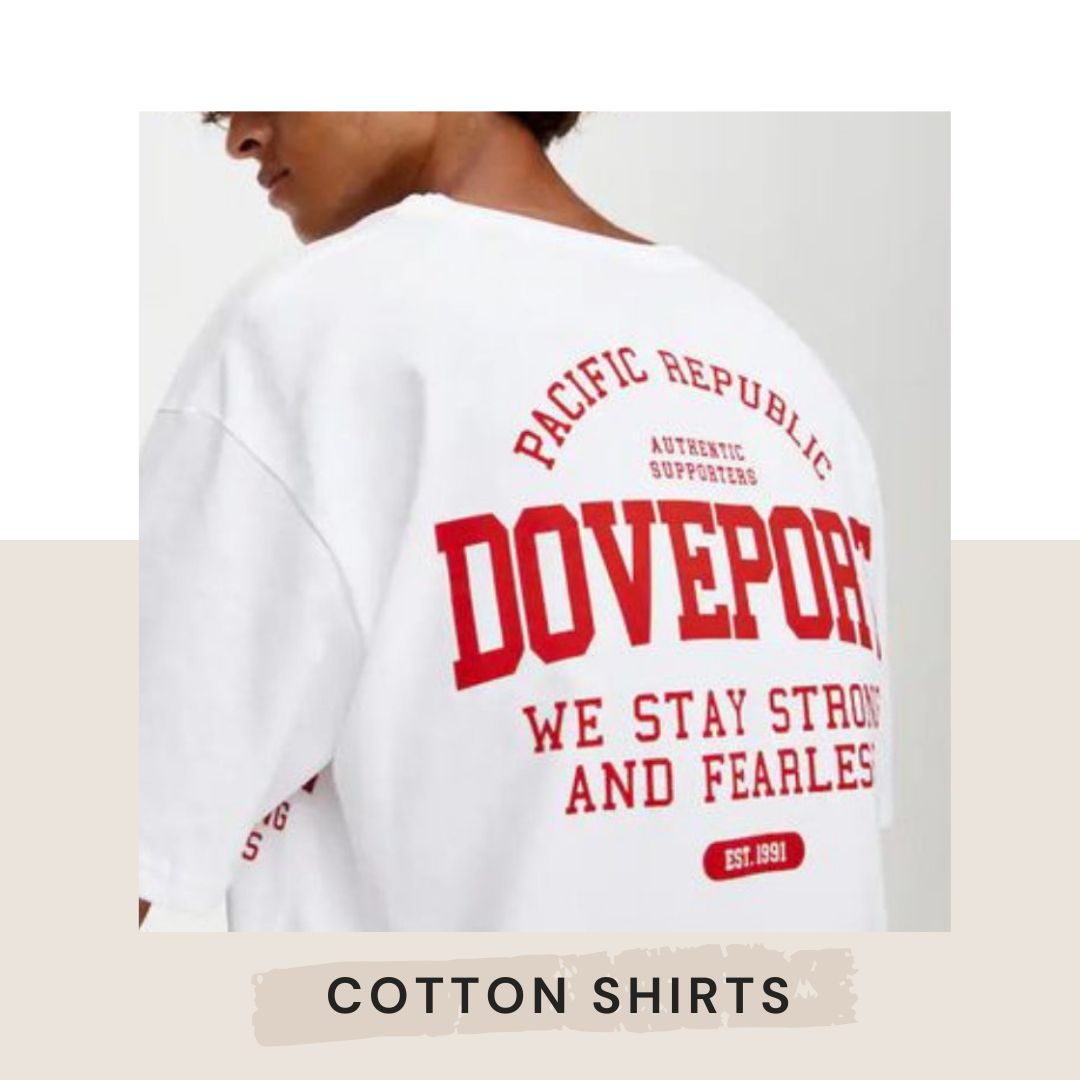 PACIFIC REPUBLIC
AUTHENTIC
SUPPORTERS
DOVEPORT
WE STAY STRONG
AND FEARLESS
EST. 1991
G
S
COTTON SHIRTS